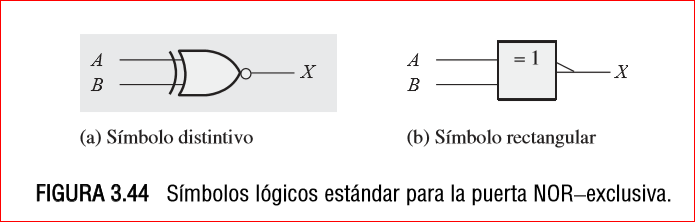 A
B
X
A
B
= 1
X
(a) Símbolo distintivo
(b) Símbolo rectangular
FIGURA 3.44 Símbolos lógicos estándar para la puerta NOR–exclusiva.